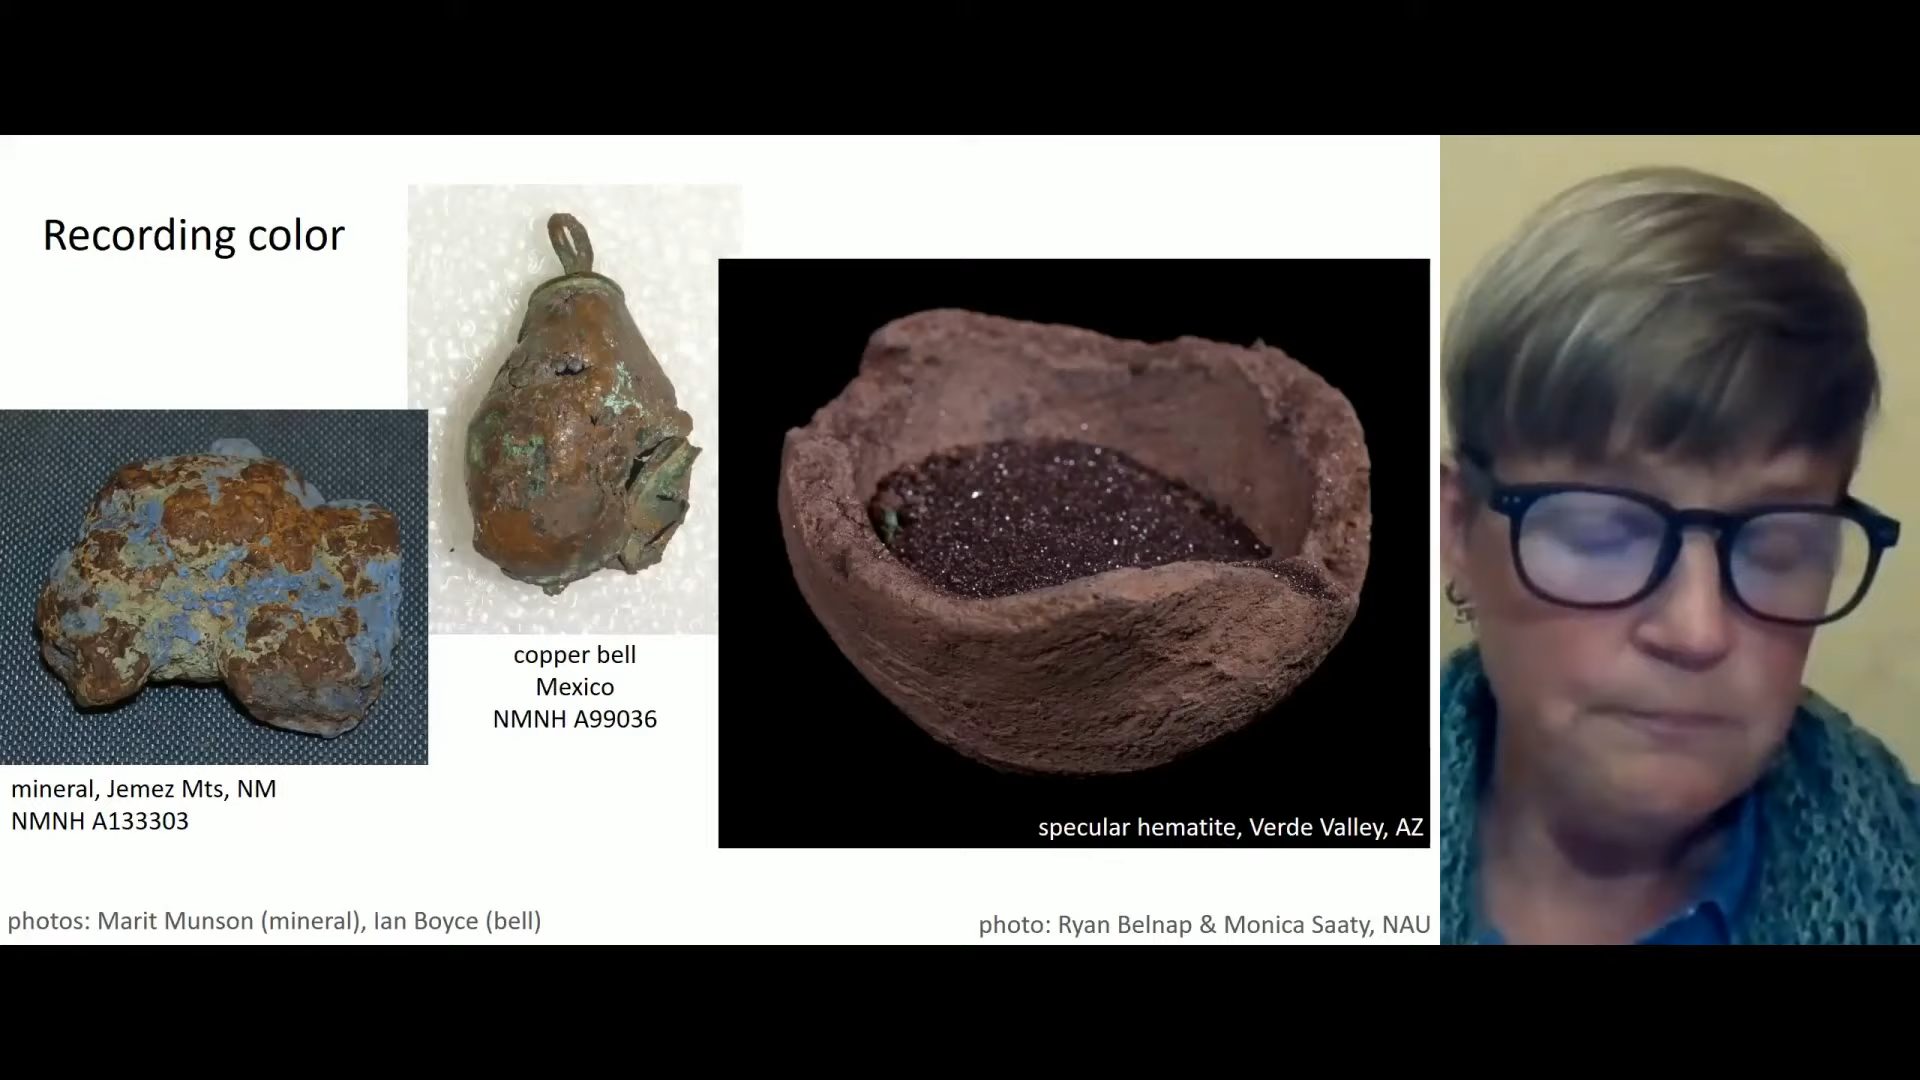 Recording color
copper bell
Mexico
NMNH A99036
mineral, Jemez Mts, NM
NMNH A133303
specular hematite, Verde Valley, AZ
photos: Marit Munson (mineral), Ian Boyce (bell)
photo: Ryan Belnap & Monica Saaty, NAU